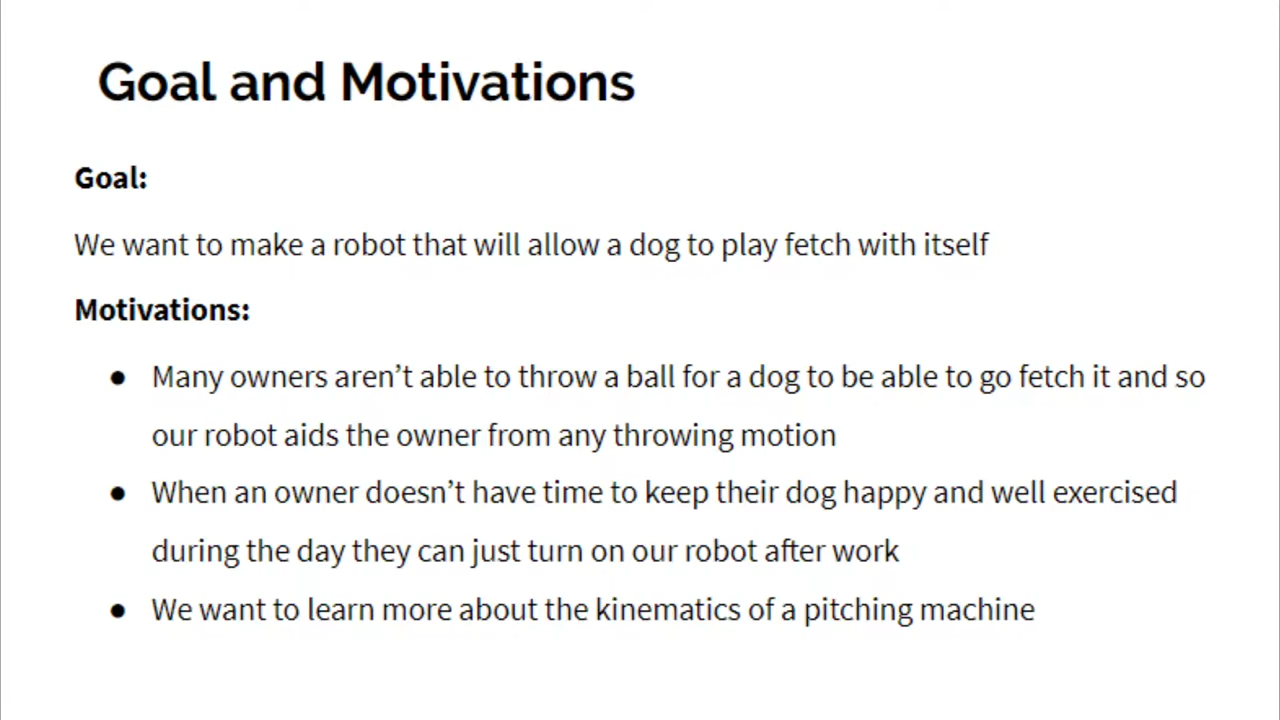 Goal and Motivations
Goal:
We want to make a robot that will allow a dog to play fetch with itself
Motivations:
● Many owners aren’t able to throw a ball for a dog to be able to go fetch it and so
our robot aids the owner from any throwing motion
● When an owner doesn’t have time to keep their dog happy and well exercised
during the day they can just turn on our robot after work
● We want to learn more about the kinematics of a pitching machine